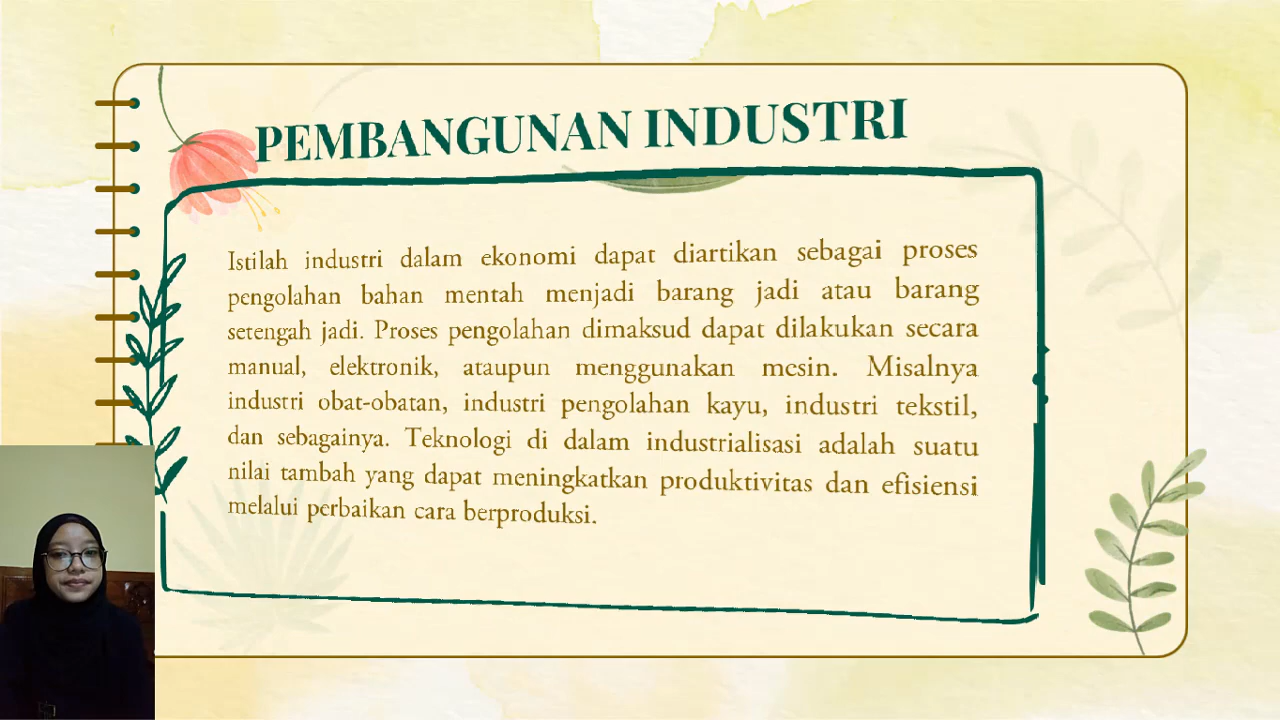 PEMBANGUNAN INDUSTRI
Istilah industri dalam ekonomi dapat diartikan sebagai proses
pengolahan bahan mentah menjadi barang jadi atau barang
setengah jadi. Proses pengolahan dimaksud dapat dilakukan secara
manual, elektronik, ataupun menggunakan mesin. Misalnya
industri obat-obatan, industri pengolahan kayu, industri tekstil,
dan sebagainya. Teknologi di dalam industrialisasi adalah suatu
nilai tambah yang dapat meningkatkan produktivitas dan efisiensi
melalui perbaikan cara berproduksi.